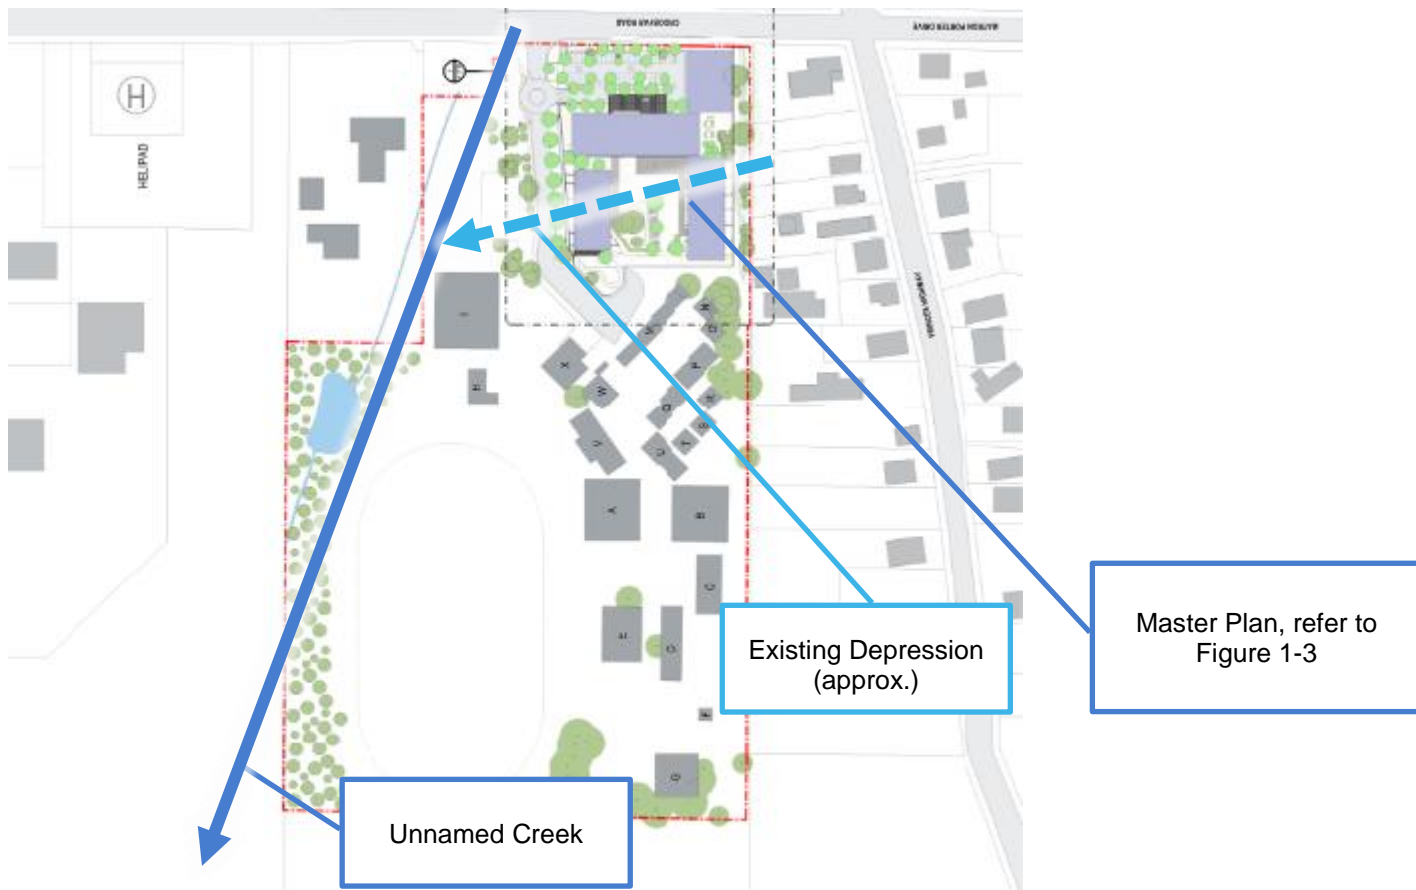 H
HELIPAD
I
H
X
W
V
Y
N
P
Q
R
S
T
U
A
B
C
D
E
F
G
Existing Depression
(approx.)
Master Plan, refer to
Figure 1-3
Unnamed Creek